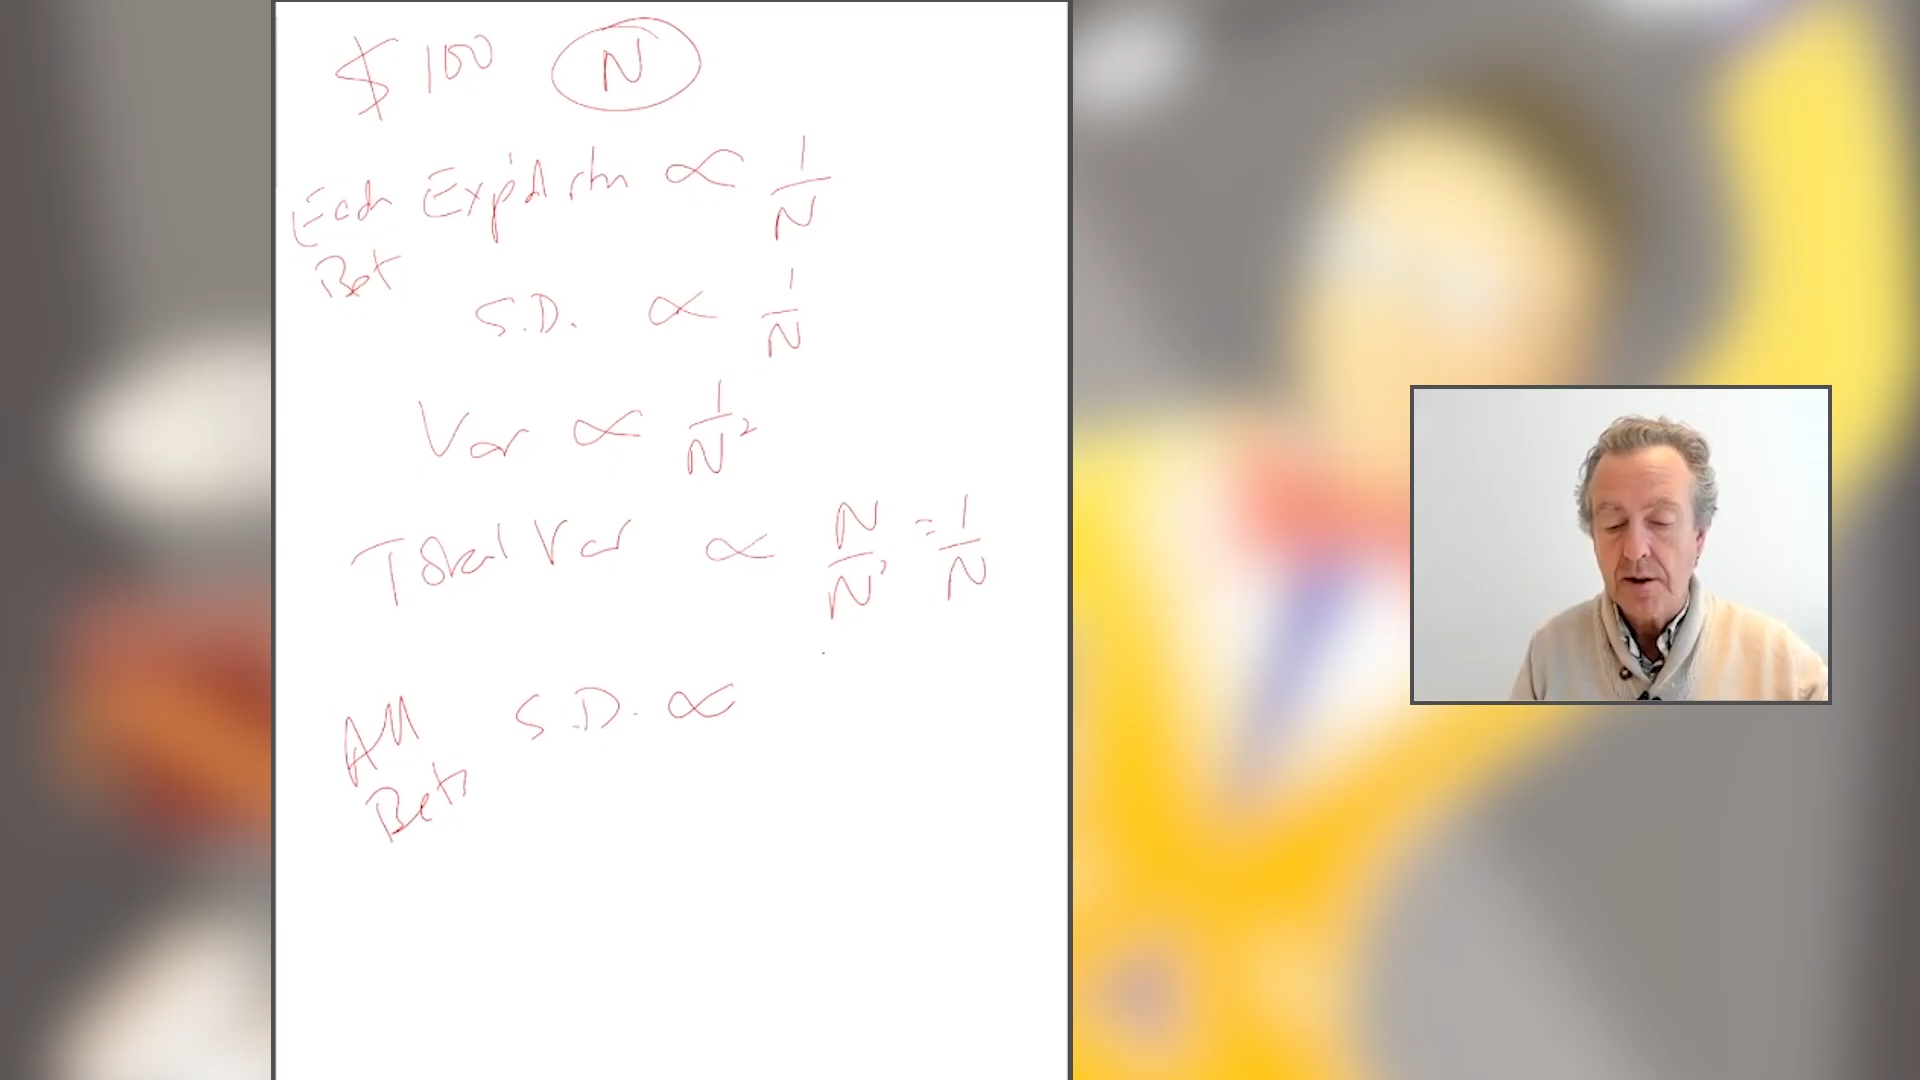 $ 100 N
Each Exp'd rtn ∝ 1/N
Bet
S.D. ∝ 1/N
Var ∝ 1/N²
Total Var ∝ N/N² = 1/N
All S.D. ∝
Bets